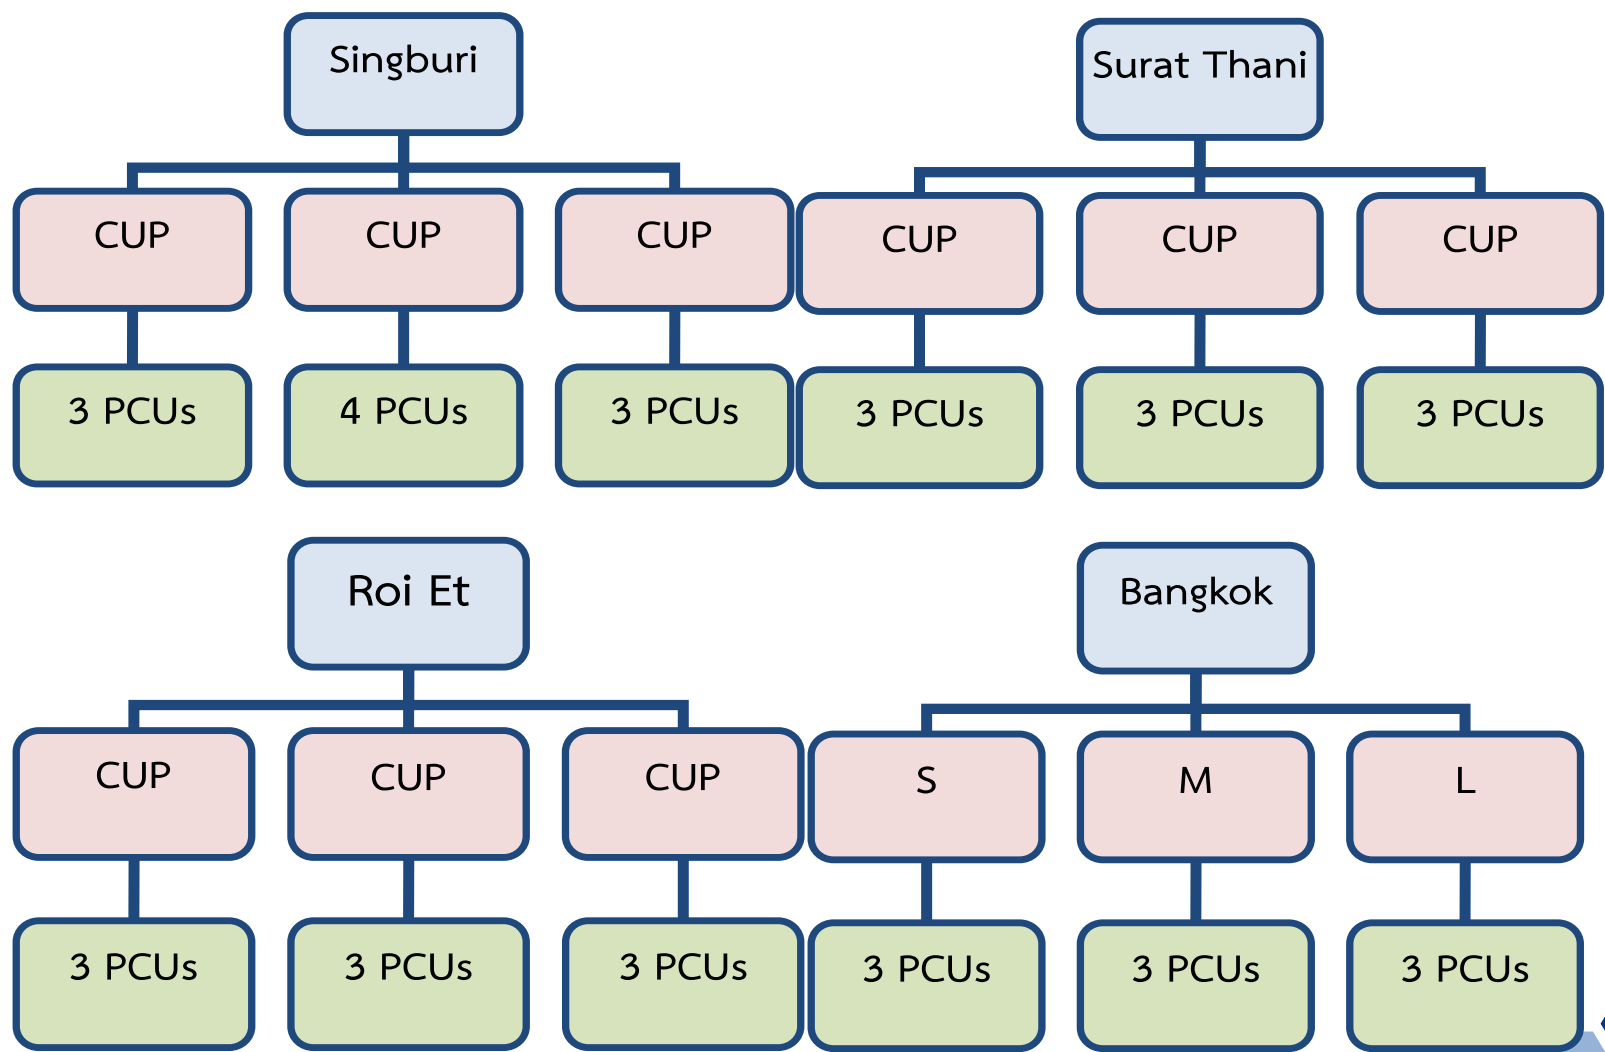 Singburi
CUP
CUP
CUP
3 PCUs
4 PCUs
3 PCUs
Surat Thani
CUP
CUP
CUP
3 PCUs
3 PCUs
3 PCUs
Roi Et
CUP
CUP
CUP
3 PCUs
3 PCUs
3 PCUs
Bangkok
S
M
L
3 PCUs
3 PCUs
3 PCUs